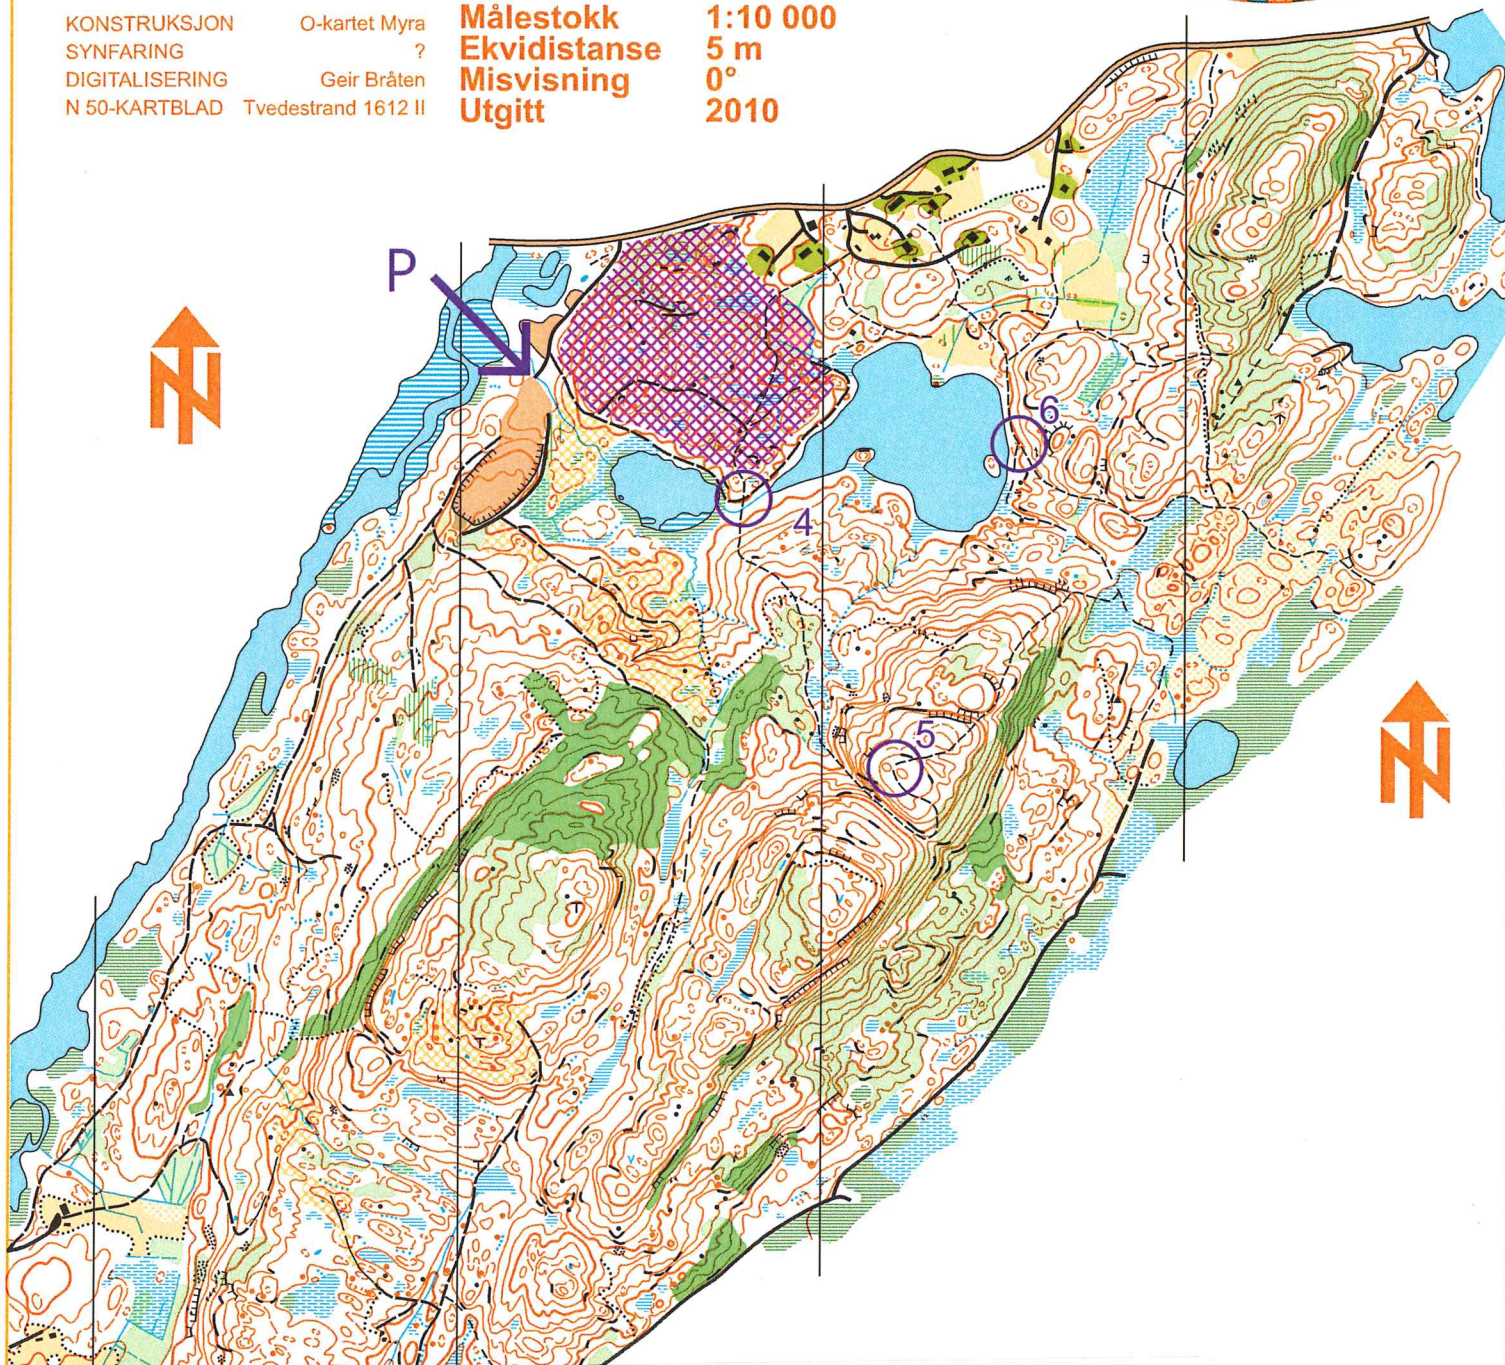 KONSTRUKSJON O-kartet Myra
SYNFARING ?
DIGITALISERING Geir Bråten
N 50-KARTBLAD Tvedestrand 1612 II
Målestokk 1:10 000
Ekvidistanse 5 m
Misvisning 0°
Utgitt 2010
P
N
6
4
N
5